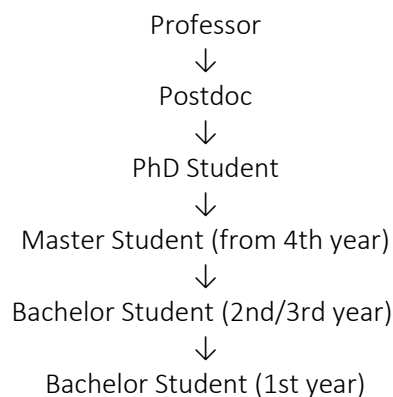 Professor
↓
Postdoc
↓
PhD Student
↓
Master Student (from 4th year)
↓
Bachelor Student (2nd/3rd year)
↓
Bachelor Student (1st year)